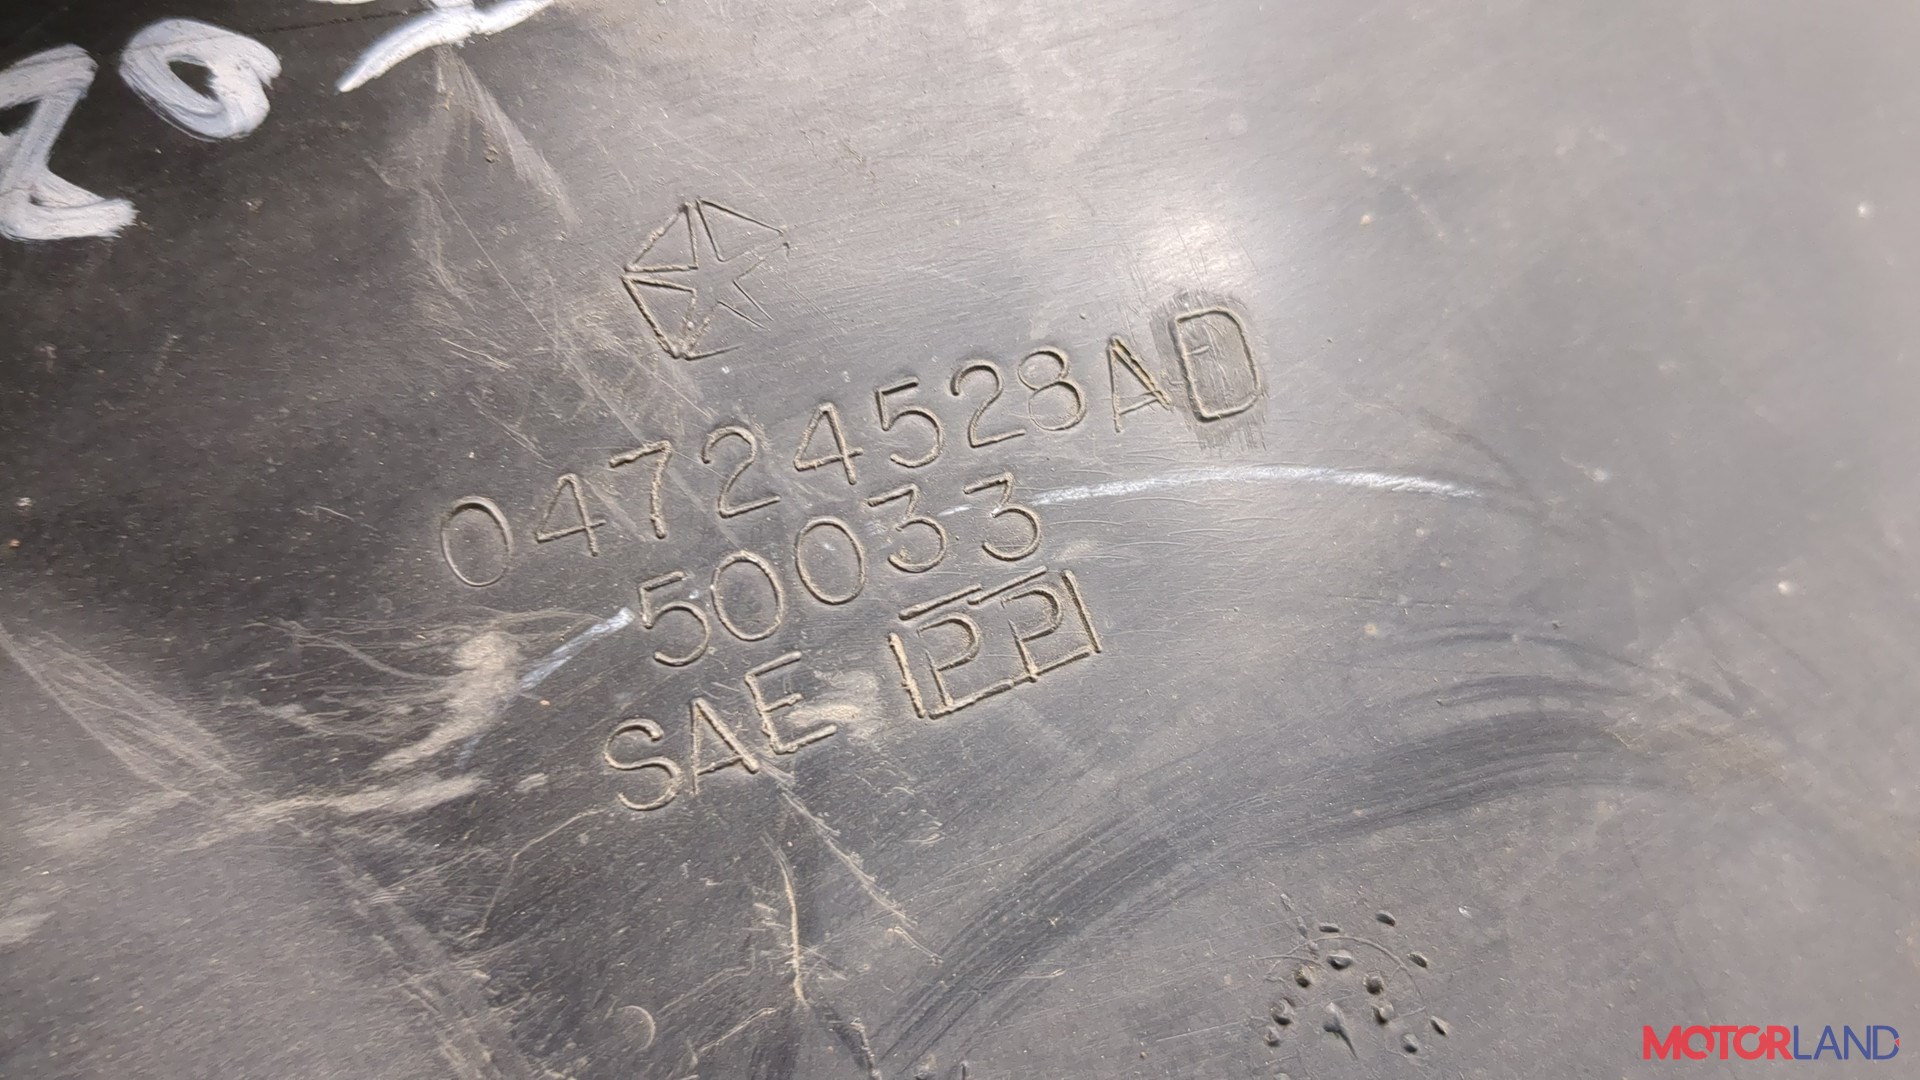 04724528AD
50033
SAE PP
MOTORLAND